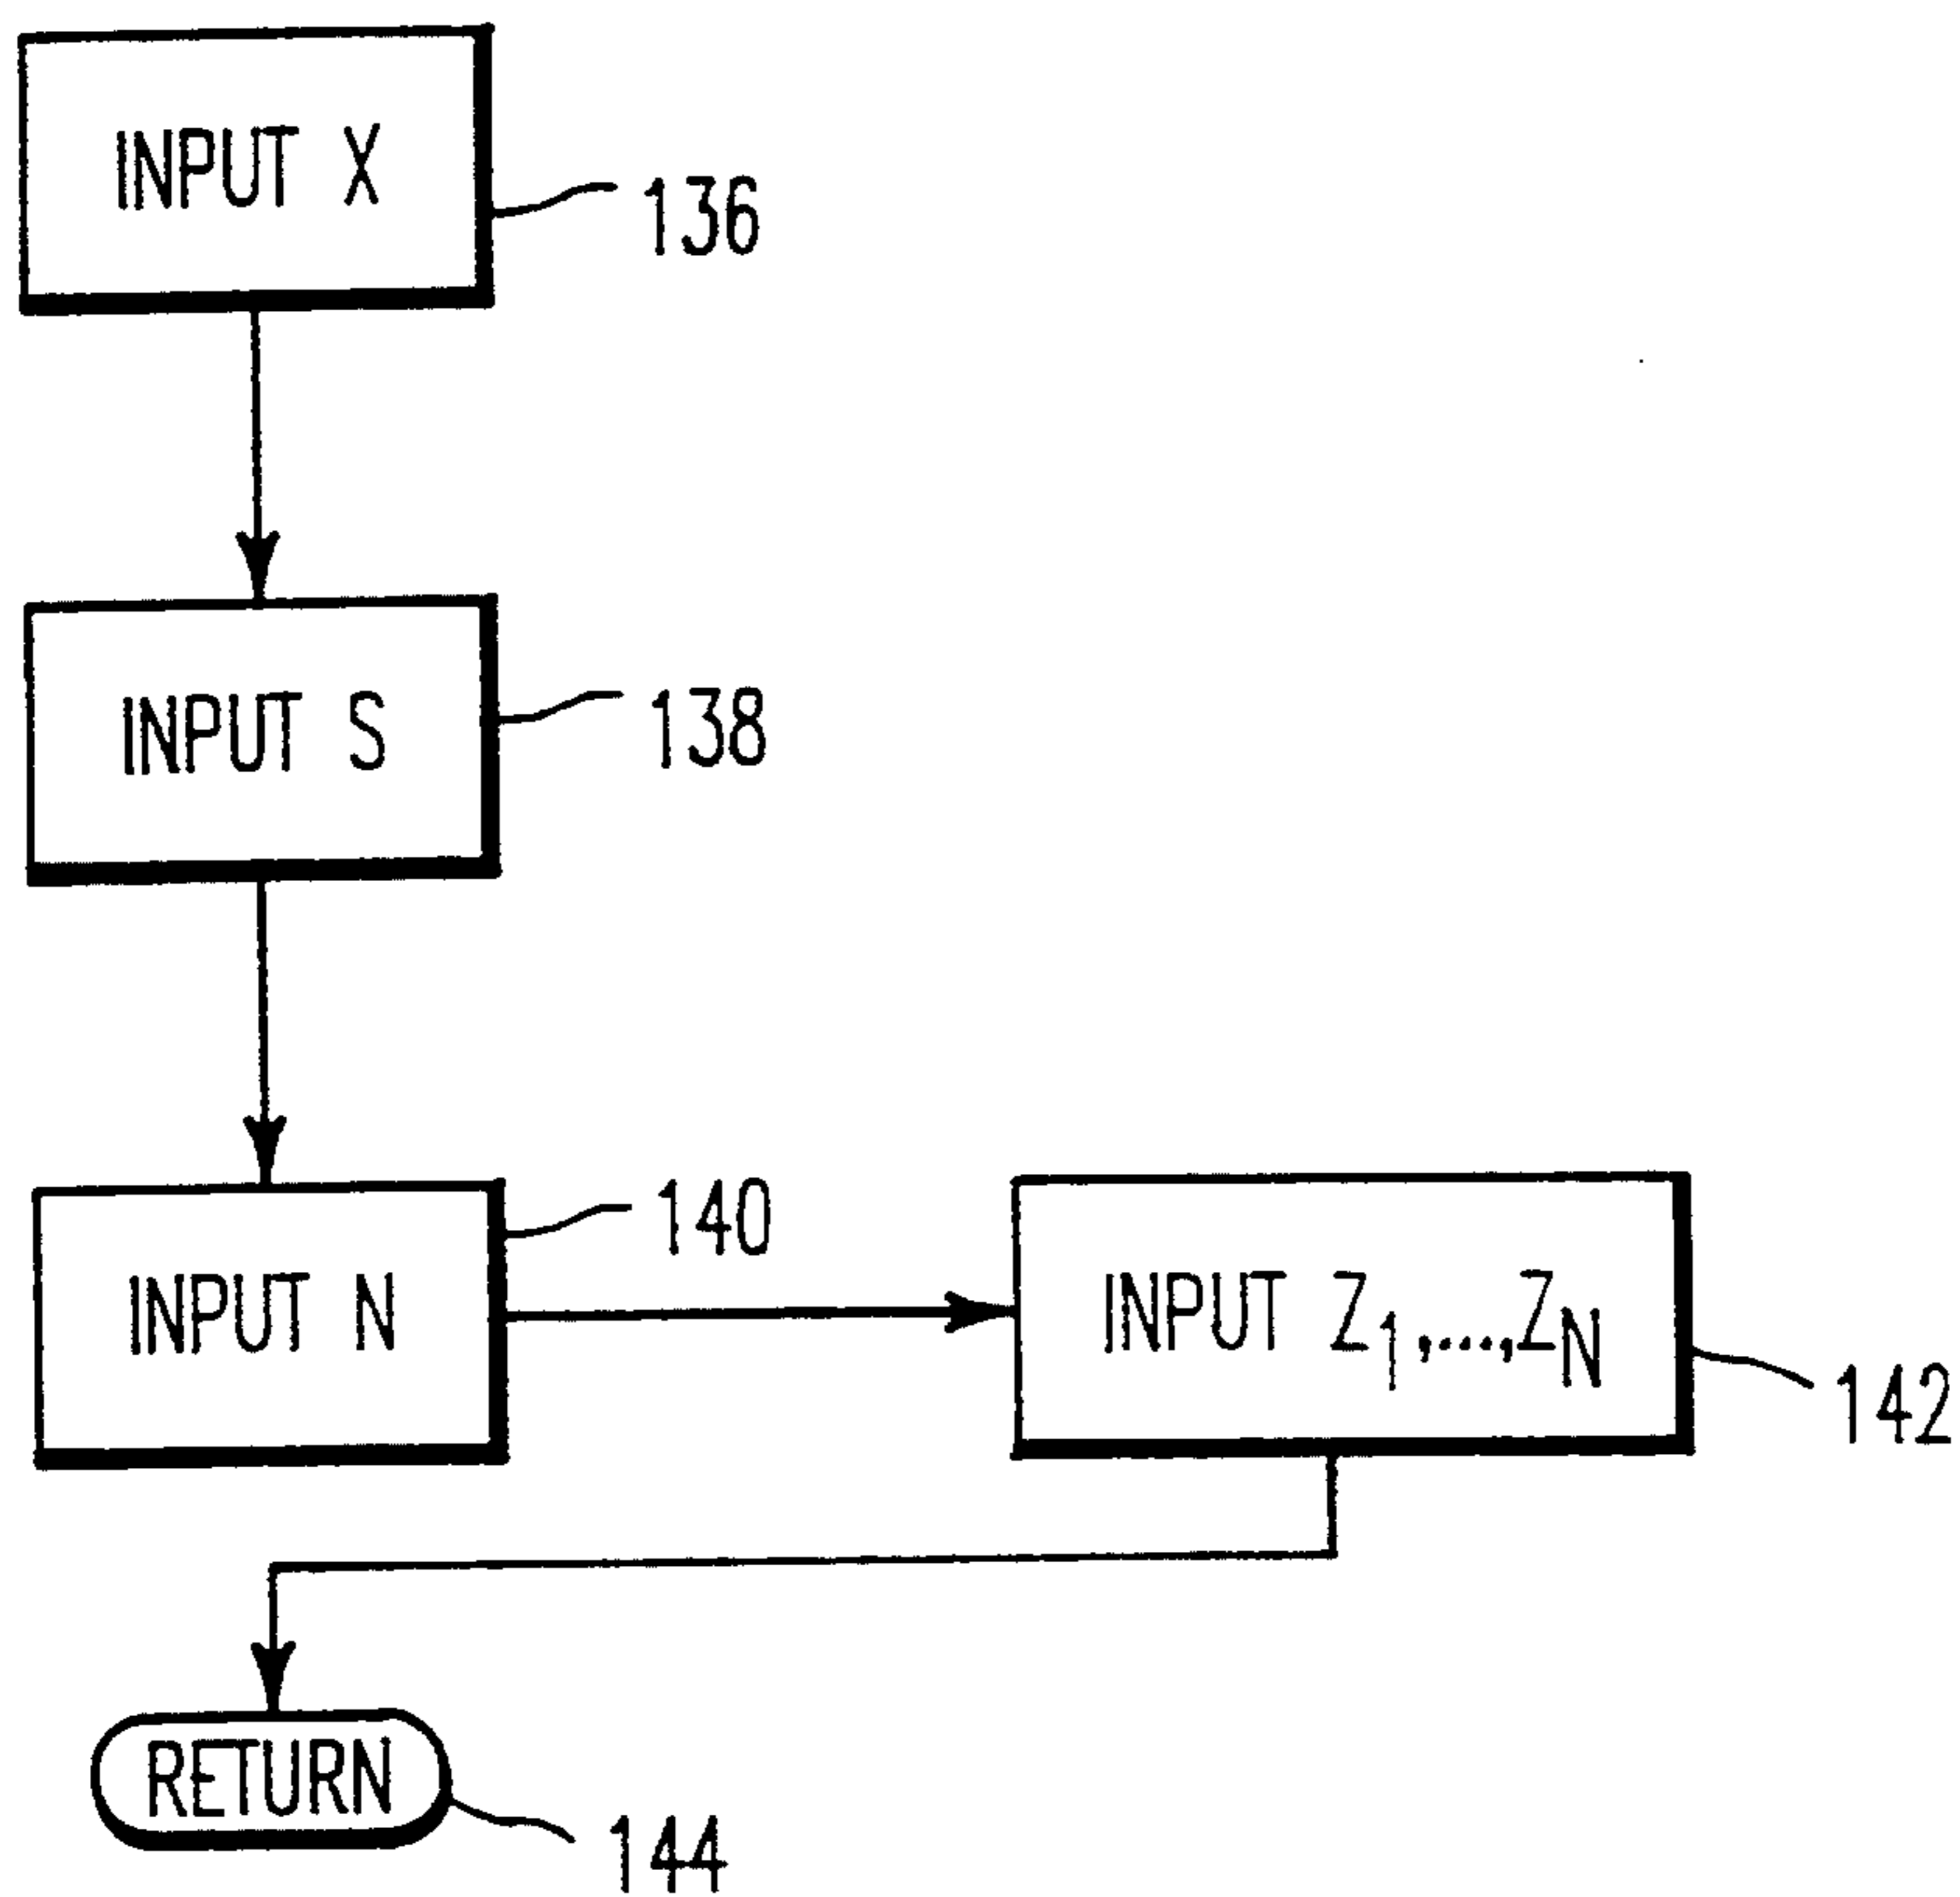 INPUT X
136
INPUT S
138
140
INPUT N
INPUT Z1,...,ZN
142
RETURN
144